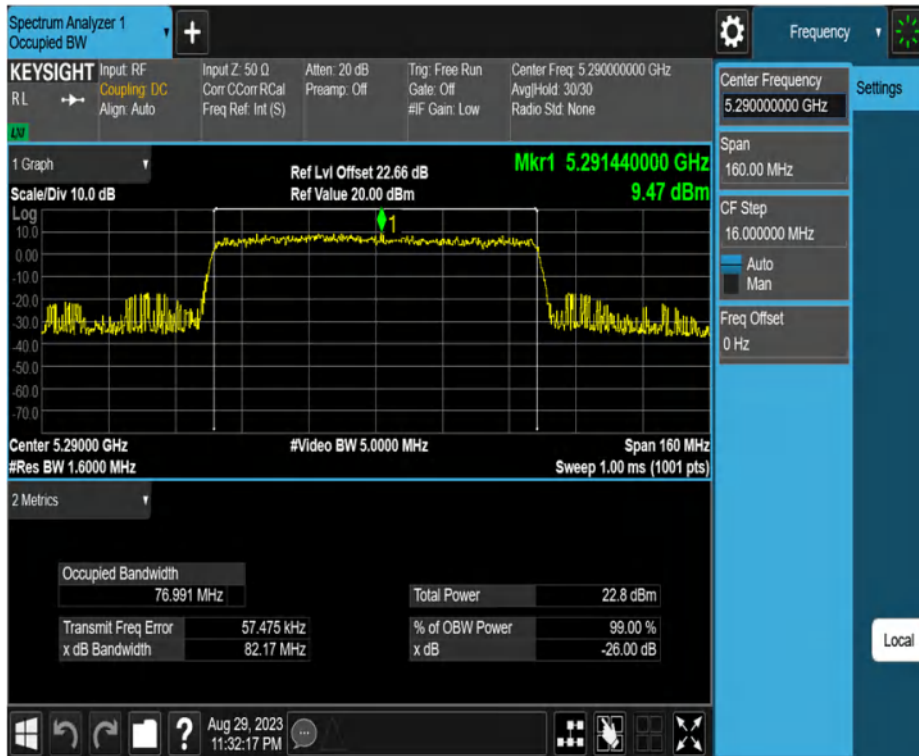 Spectrum Analyzer 1
Occupied BW
+
Frequency
KEYSIGHT
RL
LXI
Input: RF
Coupling: DC
Align: Auto
Input Z: 50 Ω
Corr CCorr RCal
Freq Ref: Int (S)
Atten: 20 dB
Preamp: Off
Trig: Free Run
Gate: Off
#IF Gain: Low
Center Freq: 5.290000000 GHz
Avg|Hold: 30/30
Radio Std: None
Center Frequency
5.290000000 GHz
Settings
Span
160.00 MHz
CF Step
16.000000 MHz
Auto
Man
Freq Offset
0 Hz
Local
1 Graph
Scale/Div 10.0 dB
Ref Lvl Offset 22.66 dB
Ref Value 20.00 dBm
Mkr1 5.291440000 GHz
9.47 dBm
Log
10.0
0.00
-10.0
-20.0
-30.0
-40.0
-50.0
-60.0
-70.0
1
Center 5.29000 GHz
#Video BW 5.0000 MHz
Span 160 MHz
#Res BW 1.6000 MHz
Sweep 1.00 ms (1001 pts)
2 Metrics
Occupied Bandwidth
76.991 MHz
Total Power 22.8 dBm
Transmit Freq Error 57.475 kHz
% of OBW Power 99.00 %
x dB Bandwidth 82.17 MHz
x dB -26.00 dB
?
Aug 29, 2023
11:32:17 PM